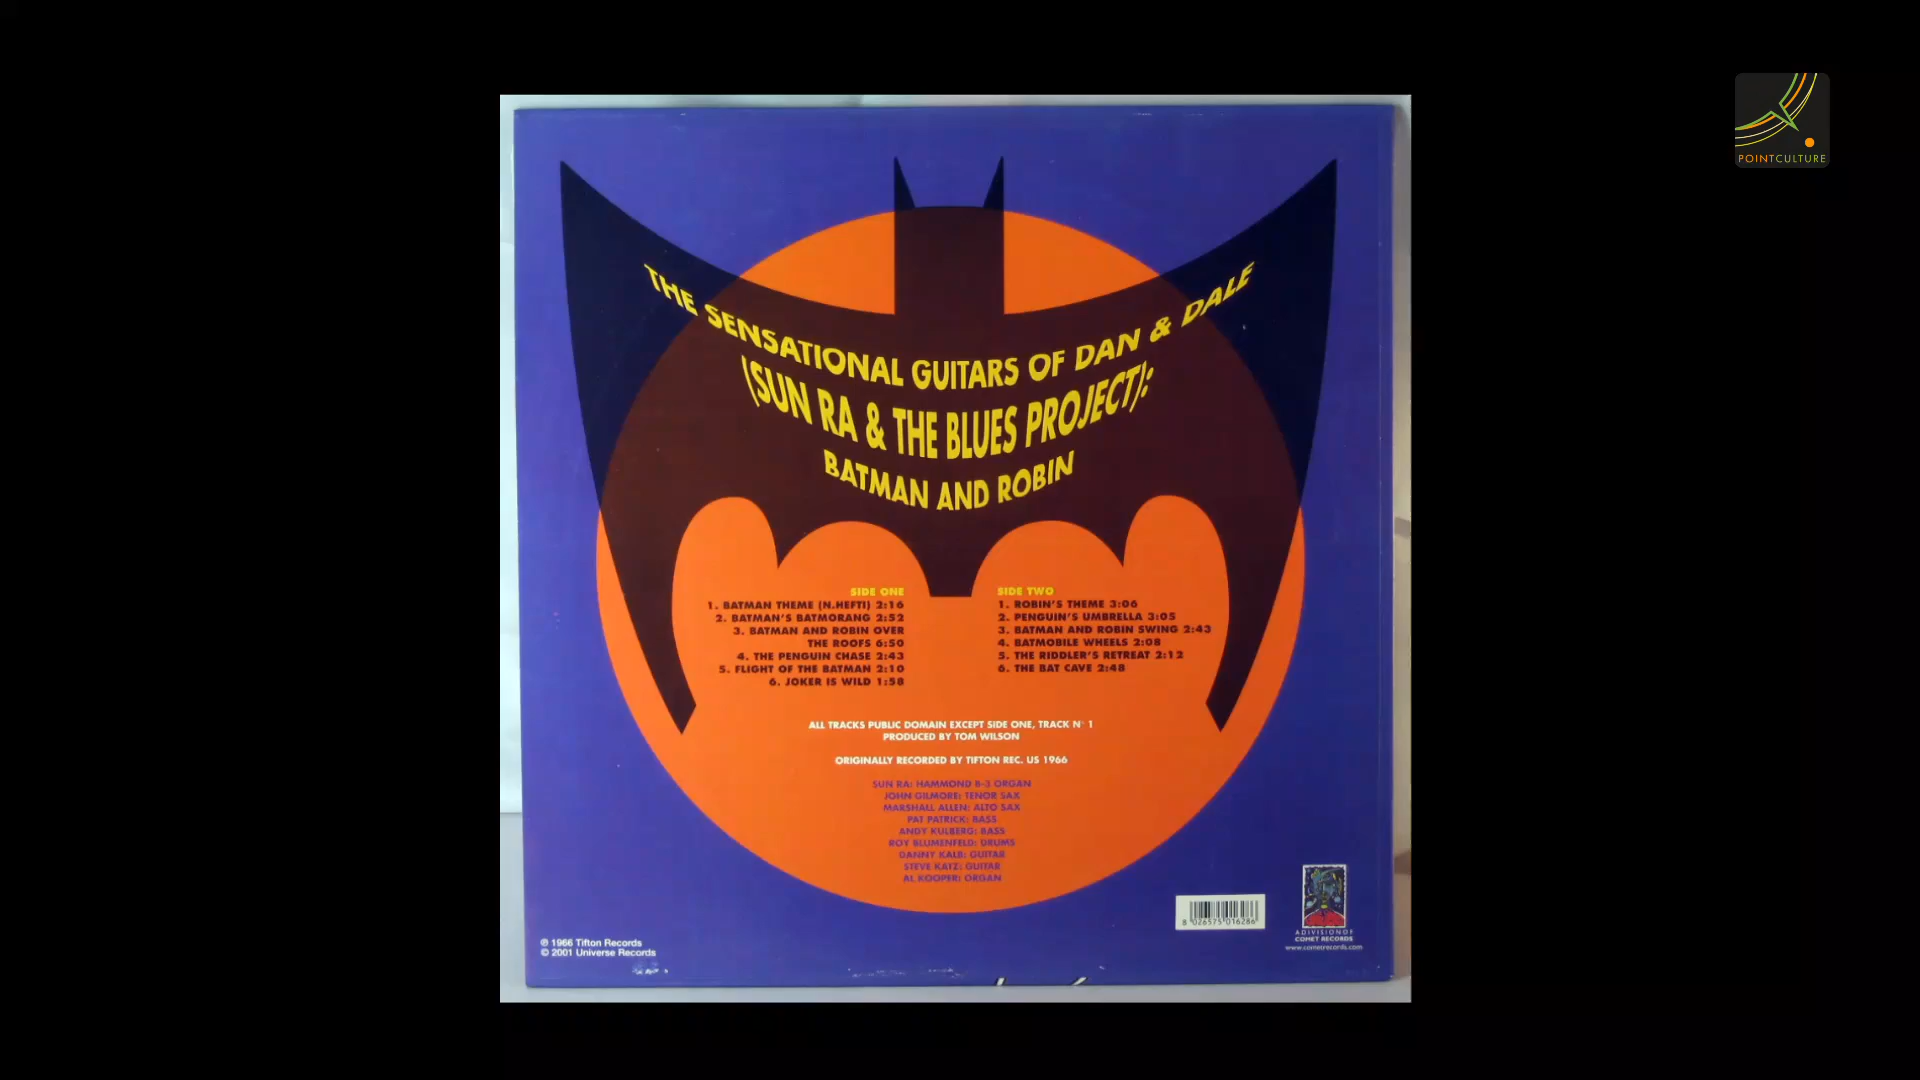 POINTCULTURE
THE SENSATIONAL GUITARS OF DAN & DALE
(SUN RA & THE BLUES PROJECT):
BATMAN AND ROBIN
SIDE ONE
1. BATMAN THEME (N.HEFTI) 2:16
2. BATMAN'S BATMORANG 2:52
3. BATMAN AND ROBIN OVER
THE ROOFS 6:50
4. THE PENGUIN CHASE 2:43
5. FLIGHT OF THE BATMAN 2:10
6. JOKER IS WILD 1:58
SIDE TWO
1. ROBIN'S THEME 3:06
2. PENGUIN'S UMBRELLA 3:05
3. BATMAN AND ROBIN SWING 2:43
4. BATMOBILE WHEELS 2:08
5. THE RIDDLER'S RETREAT 2:12
6. THE BAT CAVE 2:48
ALL TRACKS PUBLIC DOMAIN EXCEPT SIDE ONE, TRACK N° 1
PRODUCED BY TOM WILSON
ORIGINALLY RECORDED BY TIFTON REC. US 1966
SUN RA: HAMMOND B-3 ORGAN
JOHN GILMORE: TENOR SAX
MARSHALL ALLEN: ALTO SAX
PAT PATRICK: BASS
ANDY KULBERG: BASS
ROY BLUMENFELD: DRUMS
DANNY KALB: GUITAR
STEVE KATZ: GUITAR
AL KOOPER: ORGAN
8 026575 016286
A DIVISION OF
COMET RECORDS
www.cometrecords.com
℗ 1966 Tifton Records
© 2001 Universe Records